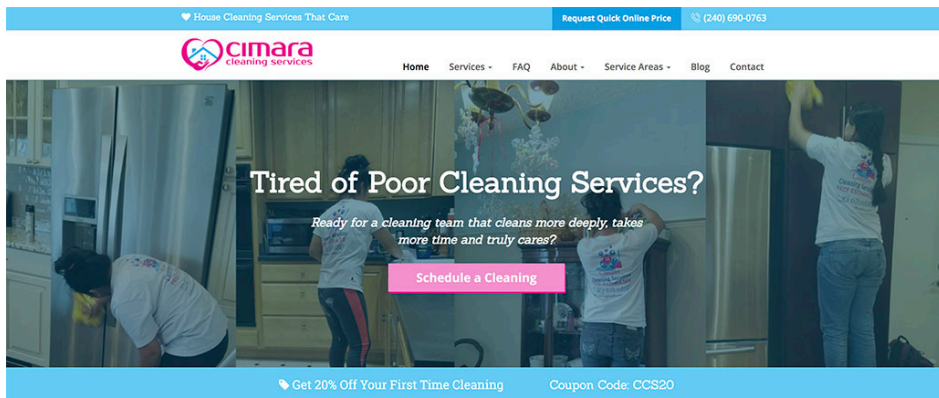 House Cleaning Services That Care
Request Quick Online Price
(240) 690-0763
cimara
cleaning services
Home Services FAQ About Service Areas Blog Contact
Tired of Poor Cleaning Services?
Ready for a cleaning team that cleans more deeply, takes
more time and truly cares?
Schedule a Cleaning
Get 20% Off Your First Time Cleaning
Coupon Code: CCS20